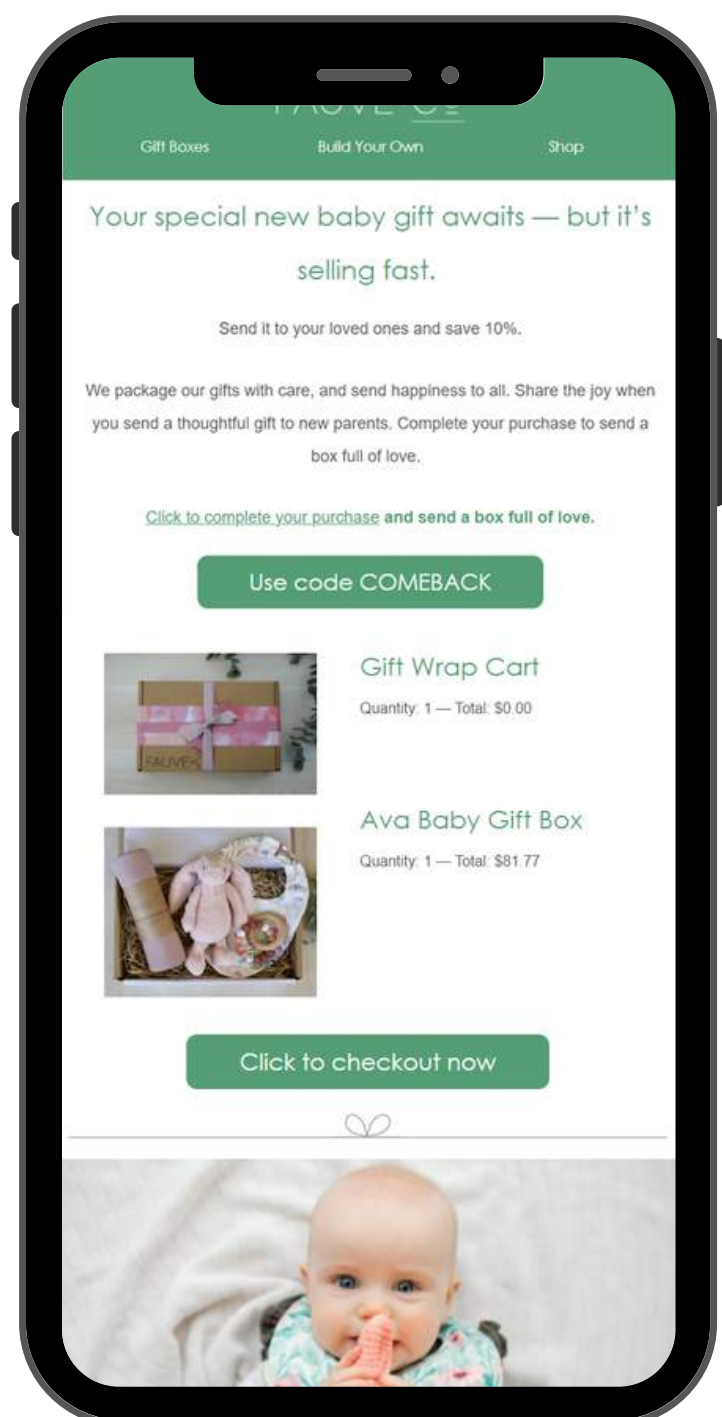 FAUVE + Co
Gift Boxes Build Your Own Shop
Your special new baby gift awaits — but it’s
selling fast.
Send it to your loved ones and save 10%.
We package our gifts with care, and send happiness to all. Share the joy when
you send a thoughtful gift to new parents. Complete your purchase to send a
box full of love.
Click to complete your purchase and send a box full of love.
Use code COMEBACK
Gift Wrap Cart
Quantity: 1 — Total: $0.00
FAUVE+
Ava Baby Gift Box
Quantity: 1 — Total: $81.77
Click to checkout now